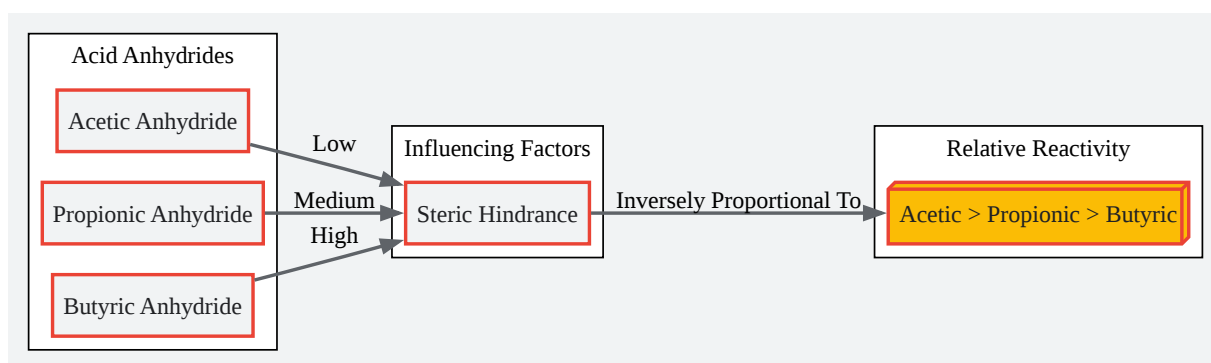 Acid Anhydrides
Acetic Anhydride
Propionic Anhydride
Butyric Anhydride
Low
Medium
High
Influencing Factors
Steric Hindrance
Inversely Proportional To
Relative Reactivity
Acetic > Propionic > Butyric